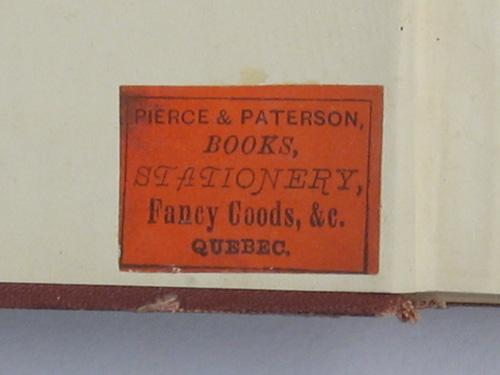 PIERCE & PATERSON,
BOOKS,
STATIONERY,
Fancy Goods, &c.
QUEBEC.